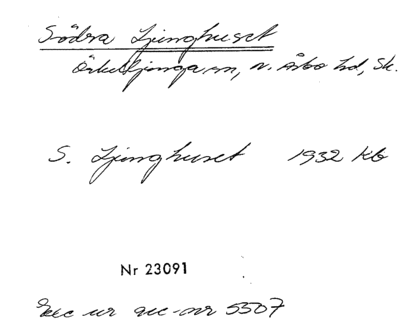 Södra Ljunghuset
Örkelljunga sn, N. Åsbo hd, Sk.
S. Ljunghuset 1932 Kb
Nr 23091
Exc ur acc-nr 5507